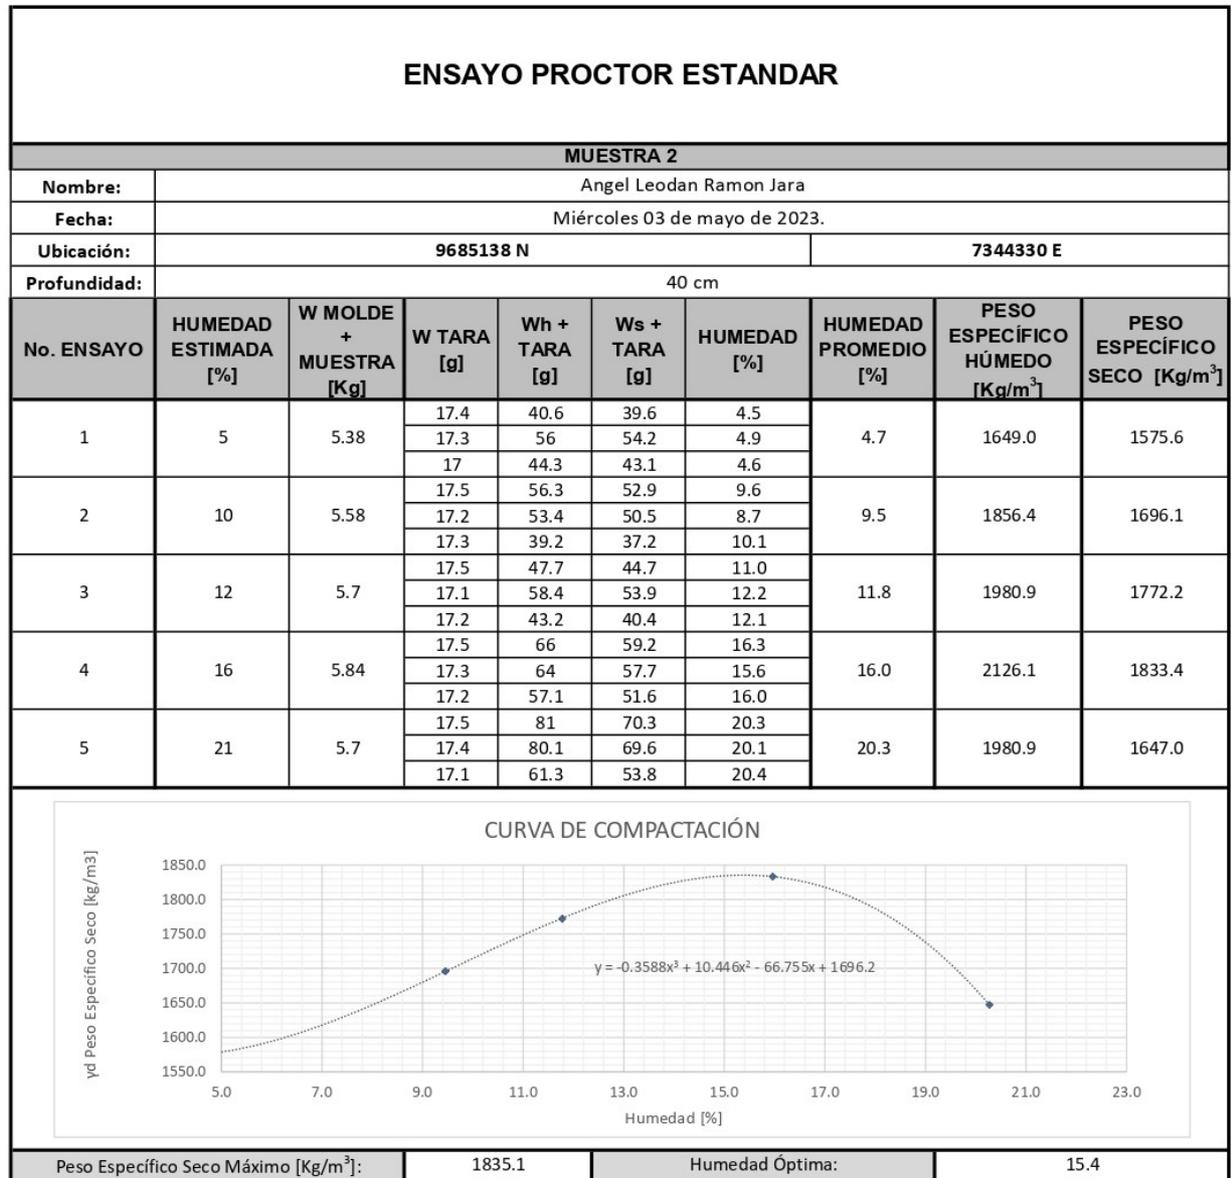 ENSAYO PROCTOR ESTANDAR
MUESTRA 2
Nombre: Angel Leodan Ramon Jara
Fecha: Miércoles 03 de mayo de 2023.
Ubicación: 9685138 N 7344330 E
Profundidad: 40 cm
No. ENSAYO HUMEDAD ESTIMADA [%] W MOLDE + MUESTRA [Kg] W TARA [g] Wh + TARA [g] Ws + TARA [g] HUMEDAD [%] HUMEDAD PROMEDIO [%] PESO ESPECÍFICO HÚMEDO [Kg/m³] PESO ESPECÍFICO SECO [Kg/m³]
17.4 40.6 39.6 4.5
1 5 5.38 17.3 56 54.2 4.9 4.7 1649.0 1575.6
17 44.3 43.1 4.6
17.5 56.3 52.9 9.6
2 10 5.58 17.2 53.4 50.5 8.7 9.5 1856.4 1696.1
17.3 39.2 37.2 10.1
17.5 47.7 44.7 11.0
3 12 5.7 17.1 58.4 53.9 12.2 11.8 1980.9 1772.2
17.2 43.2 40.4 12.1
17.5 66 59.2 16.3
4 16 5.84 17.3 64 57.7 15.6 16.0 2126.1 1833.4
17.2 57.1 51.6 16.0
17.5 81 70.3 20.3
5 21 5.7 17.4 80.1 69.6 20.1 20.3 1980.9 1647.0
17.1 61.3 53.8 20.4
CURVA DE COMPACTACIÓN
γd Peso Específico Seco [kg/m3]
1850.0
1800.0
1750.0
1700.0
1650.0
1600.0
1550.0
y = -0.3588x³ + 10.446x² - 66.755x + 1696.2
5.0 7.0 9.0 11.0 13.0 15.0 17.0 19.0 21.0 23.0
Humedad [%]
Peso Específico Seco Máximo [Kg/m³]: 1835.1 Humedad Óptima: 15.4